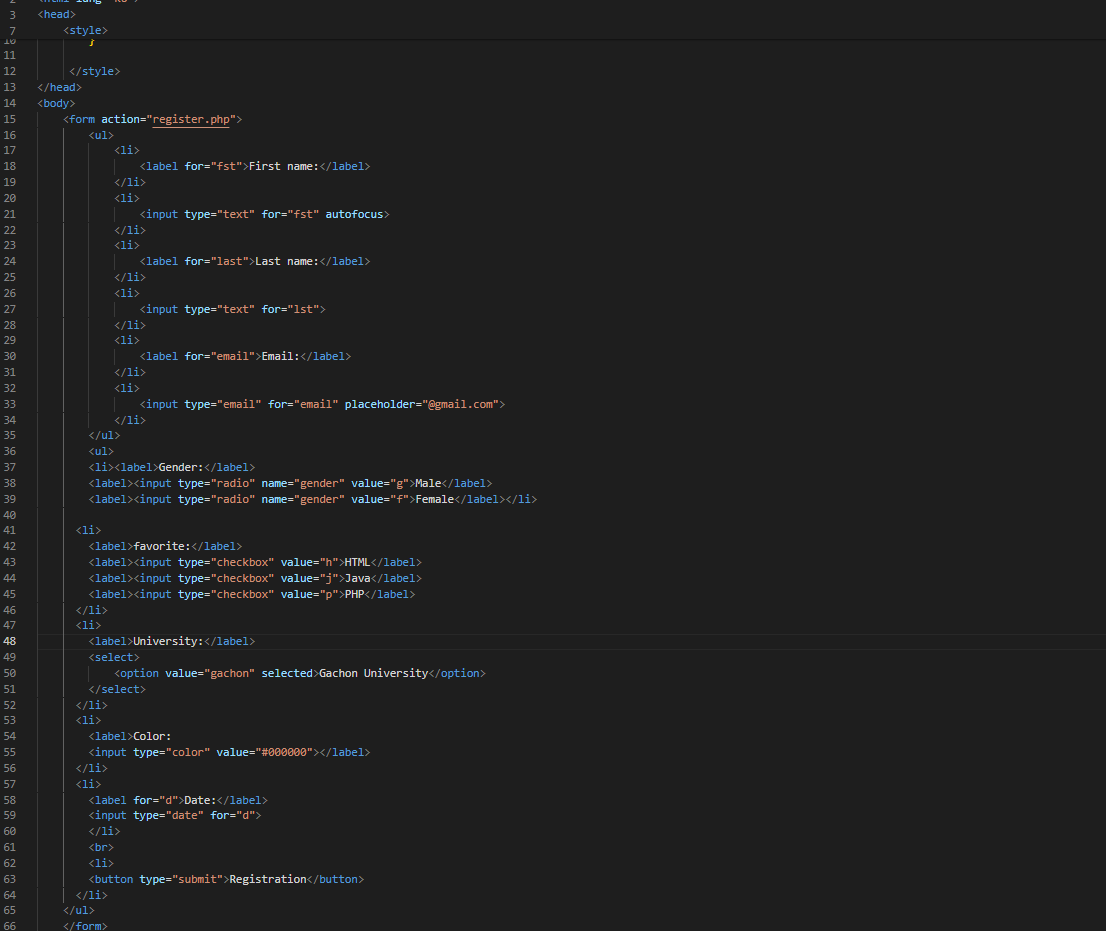 2 <html lang="ko">
3 <head>
7 <style>
10 }
11
12 </style>
13 </head>
14 <body>
15 <form action="register.php">
16 <ul>
17 <li>
18 <label for="fst">First name:</label>
19 </li>
20 <li>
21 <input type="text" for="fst" autofocus>
22 </li>
23 <li>
24 <label for="last">Last name:</label>
25 </li>
26 <li>
27 <input type="text" for="lst">
28 </li>
29 <li>
30 <label for="email">Email:</label>
31 </li>
32 <li>
33 <input type="email" for="email" placeholder="@gmail.com">
34 </li>
35 </ul>
36 <ul>
37 <li><label>Gender:</label>
38 <label><input type="radio" name="gender" value="g">Male</label>
39 <label><input type="radio" name="gender" value="f">Female</label></li>
40
41 <li>
42 <label>favorite:</label>
43 <label><input type="checkbox" value="h">HTML</label>
44 <label><input type="checkbox" value="j">Java</label>
45 <label><input type="checkbox" value="p">PHP</label>
46 </li>
47 <li>
48 <label>University:</label>
49 <select>
50 <option value="gachon" selected>Gachon University</option>
51 </select>
52 </li>
53 <li>
54 <label>Color:
55 <input type="color" value="#000000"></label>
56 </li>
57 <li>
58 <label for="d">Date:</label>
59 <input type="date" for="d">
60 </li>
61 <br>
62 <li>
63 <button type="submit">Registration</button>
64 </li>
65 </ul>
66 </form>